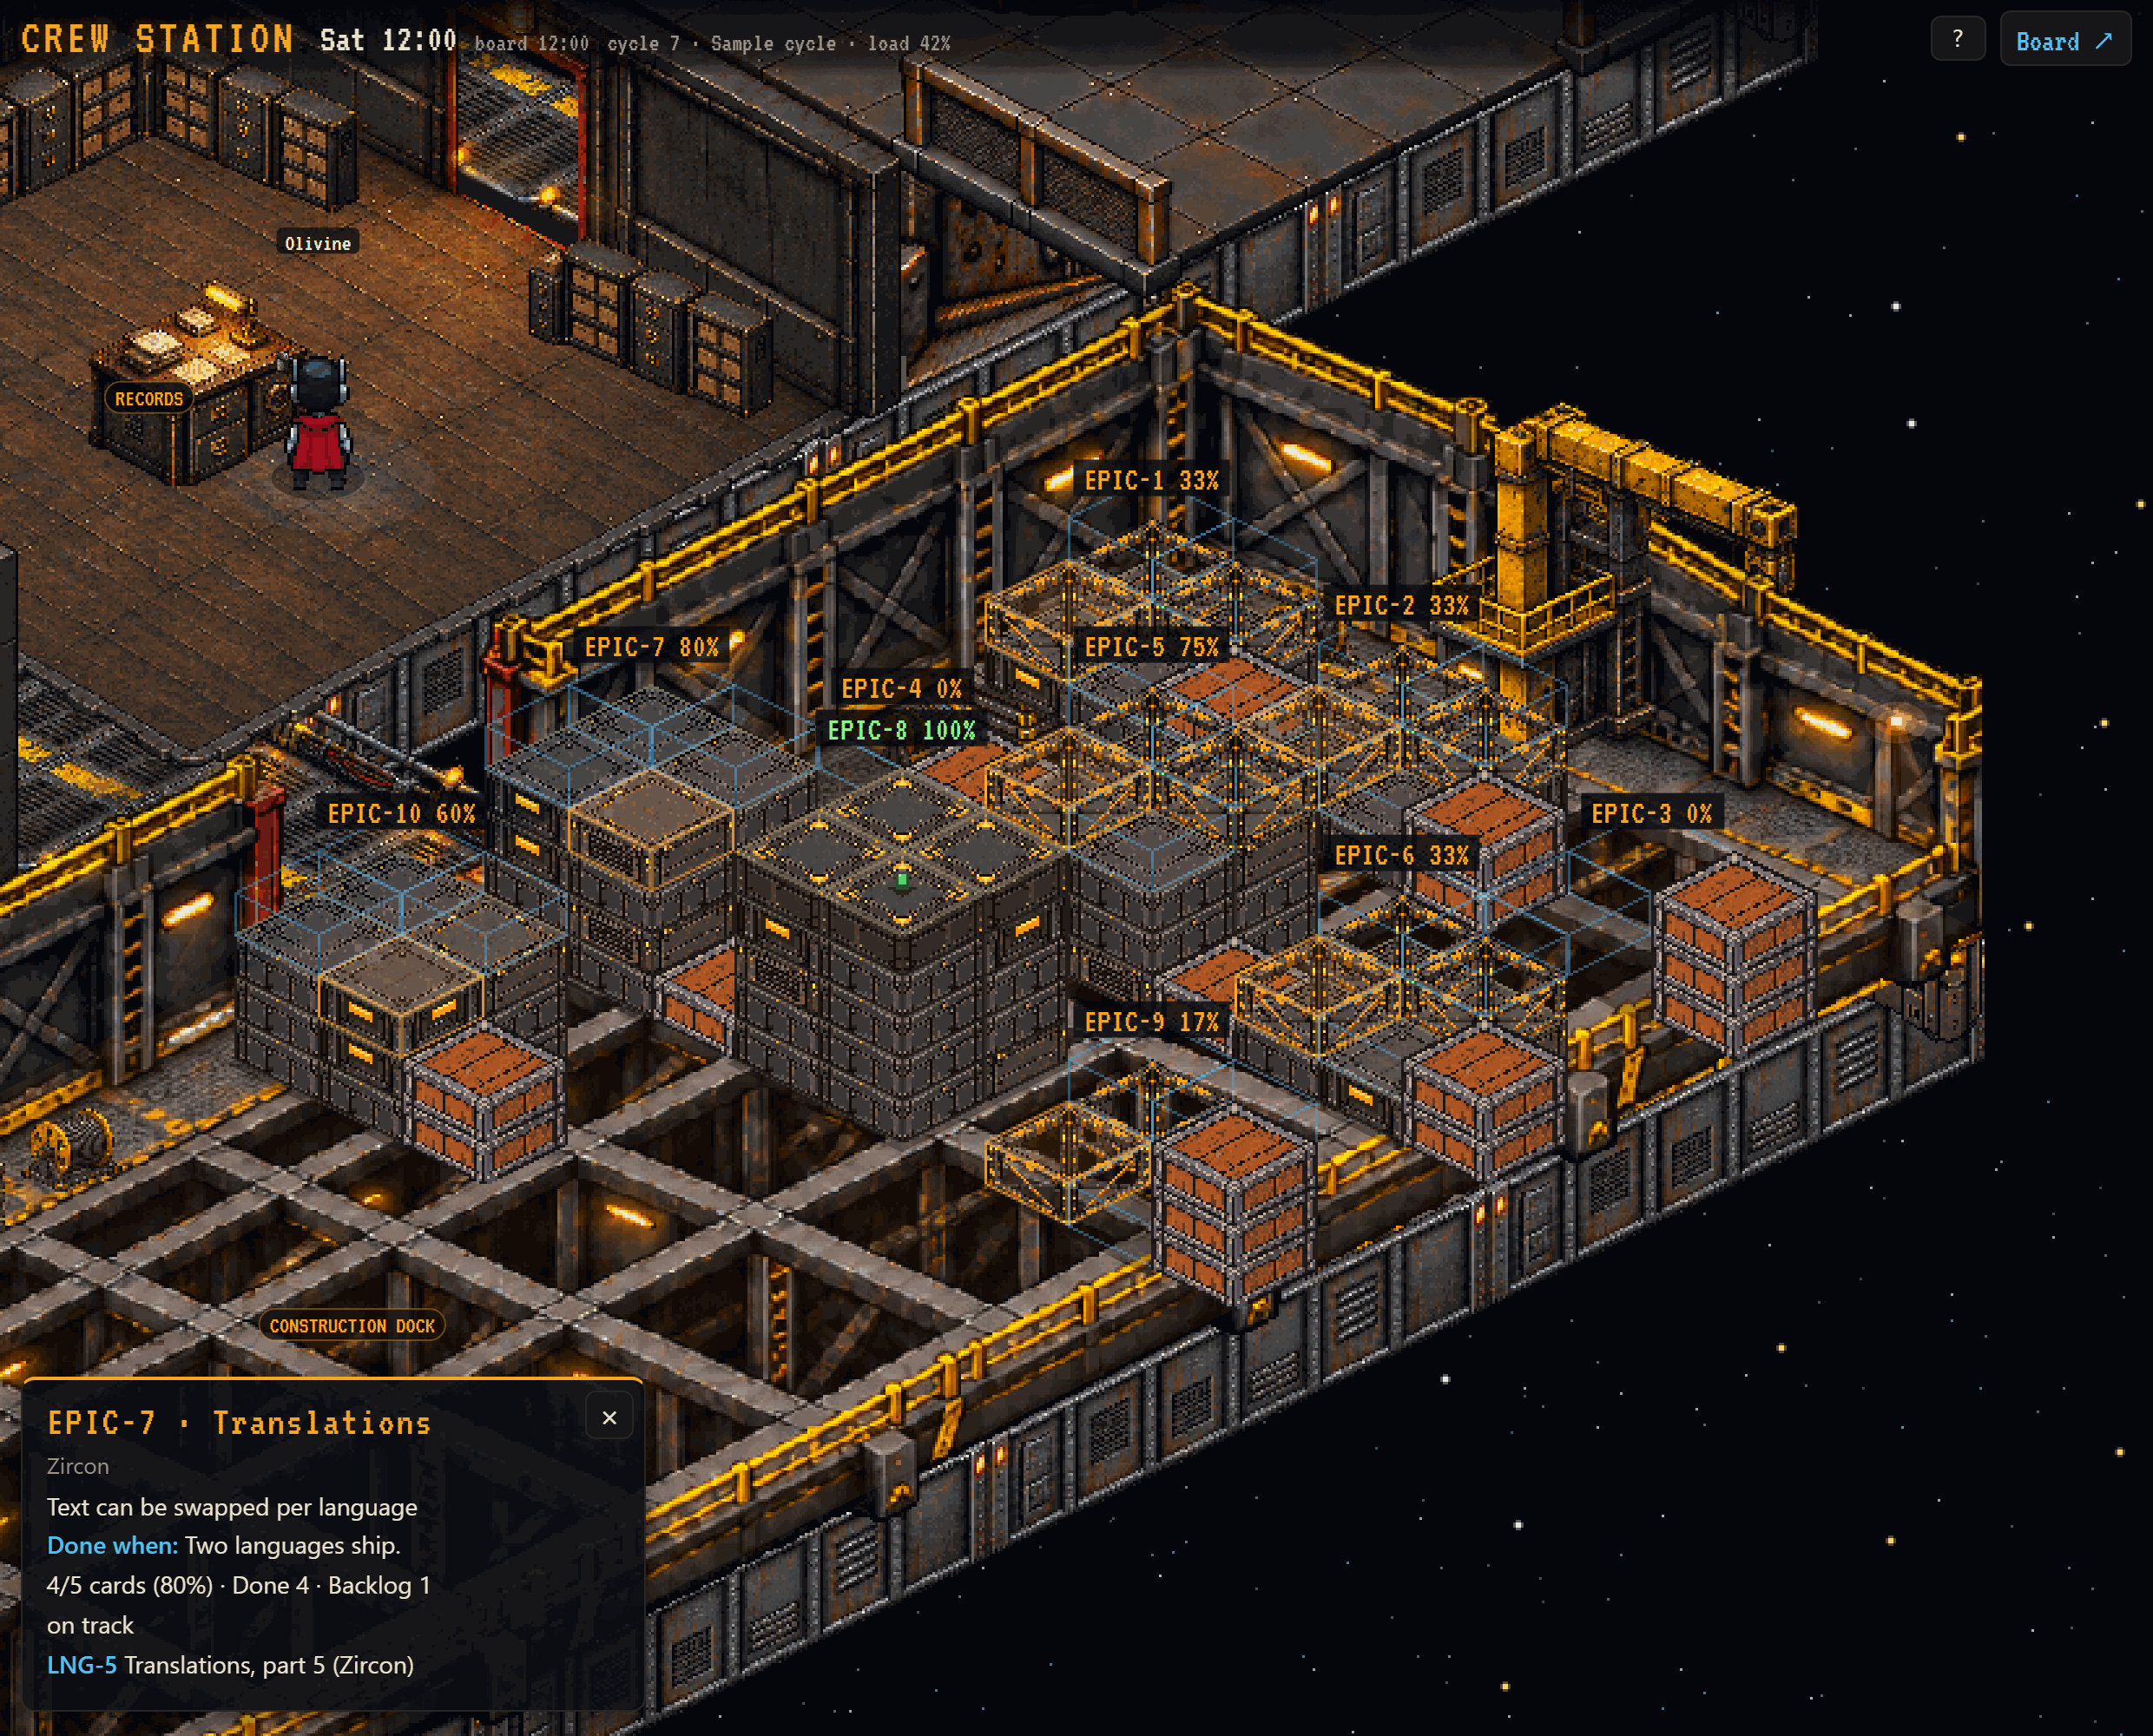 CREW STATION Sat 12:00 board 12:00 cycle 7 · Sample cycle · load 42%
? Board ↗
Olivine
RECORDS
EPIC-1 33%
EPIC-2 33%
EPIC-7 80%
EPIC-5 75%
EPIC-4 0%
EPIC-8 100%
EPIC-10 60%
EPIC-3 0%
EPIC-6 33%
EPIC-9 17%
CONSTRUCTION DOCK
EPIC-7 · Translations
×
Zircon
Text can be swapped per language
Done when: Two languages ship.
4/5 cards (80%) · Done 4 · Backlog 1
on track
LNG-5 Translations, part 5 (Zircon)